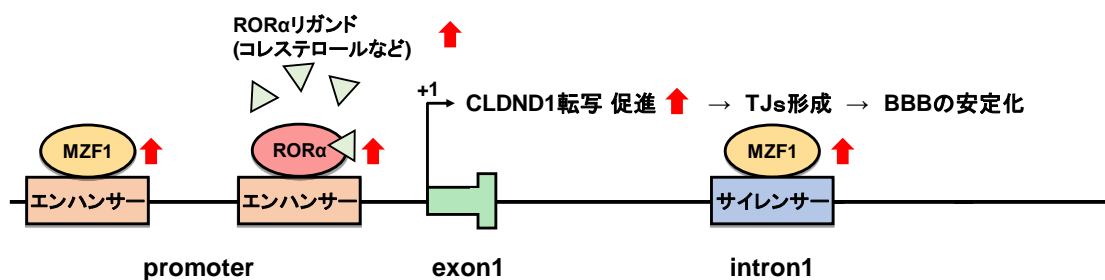 RORαリガンド
(コレステロールなど)
+1
CLDND1転写 促進 → TJs形成 → BBBの安定化
MZF1
RORα
MZF1
エンハンサー
エンハンサー
サイレンサー
promoter
exon1
intron1